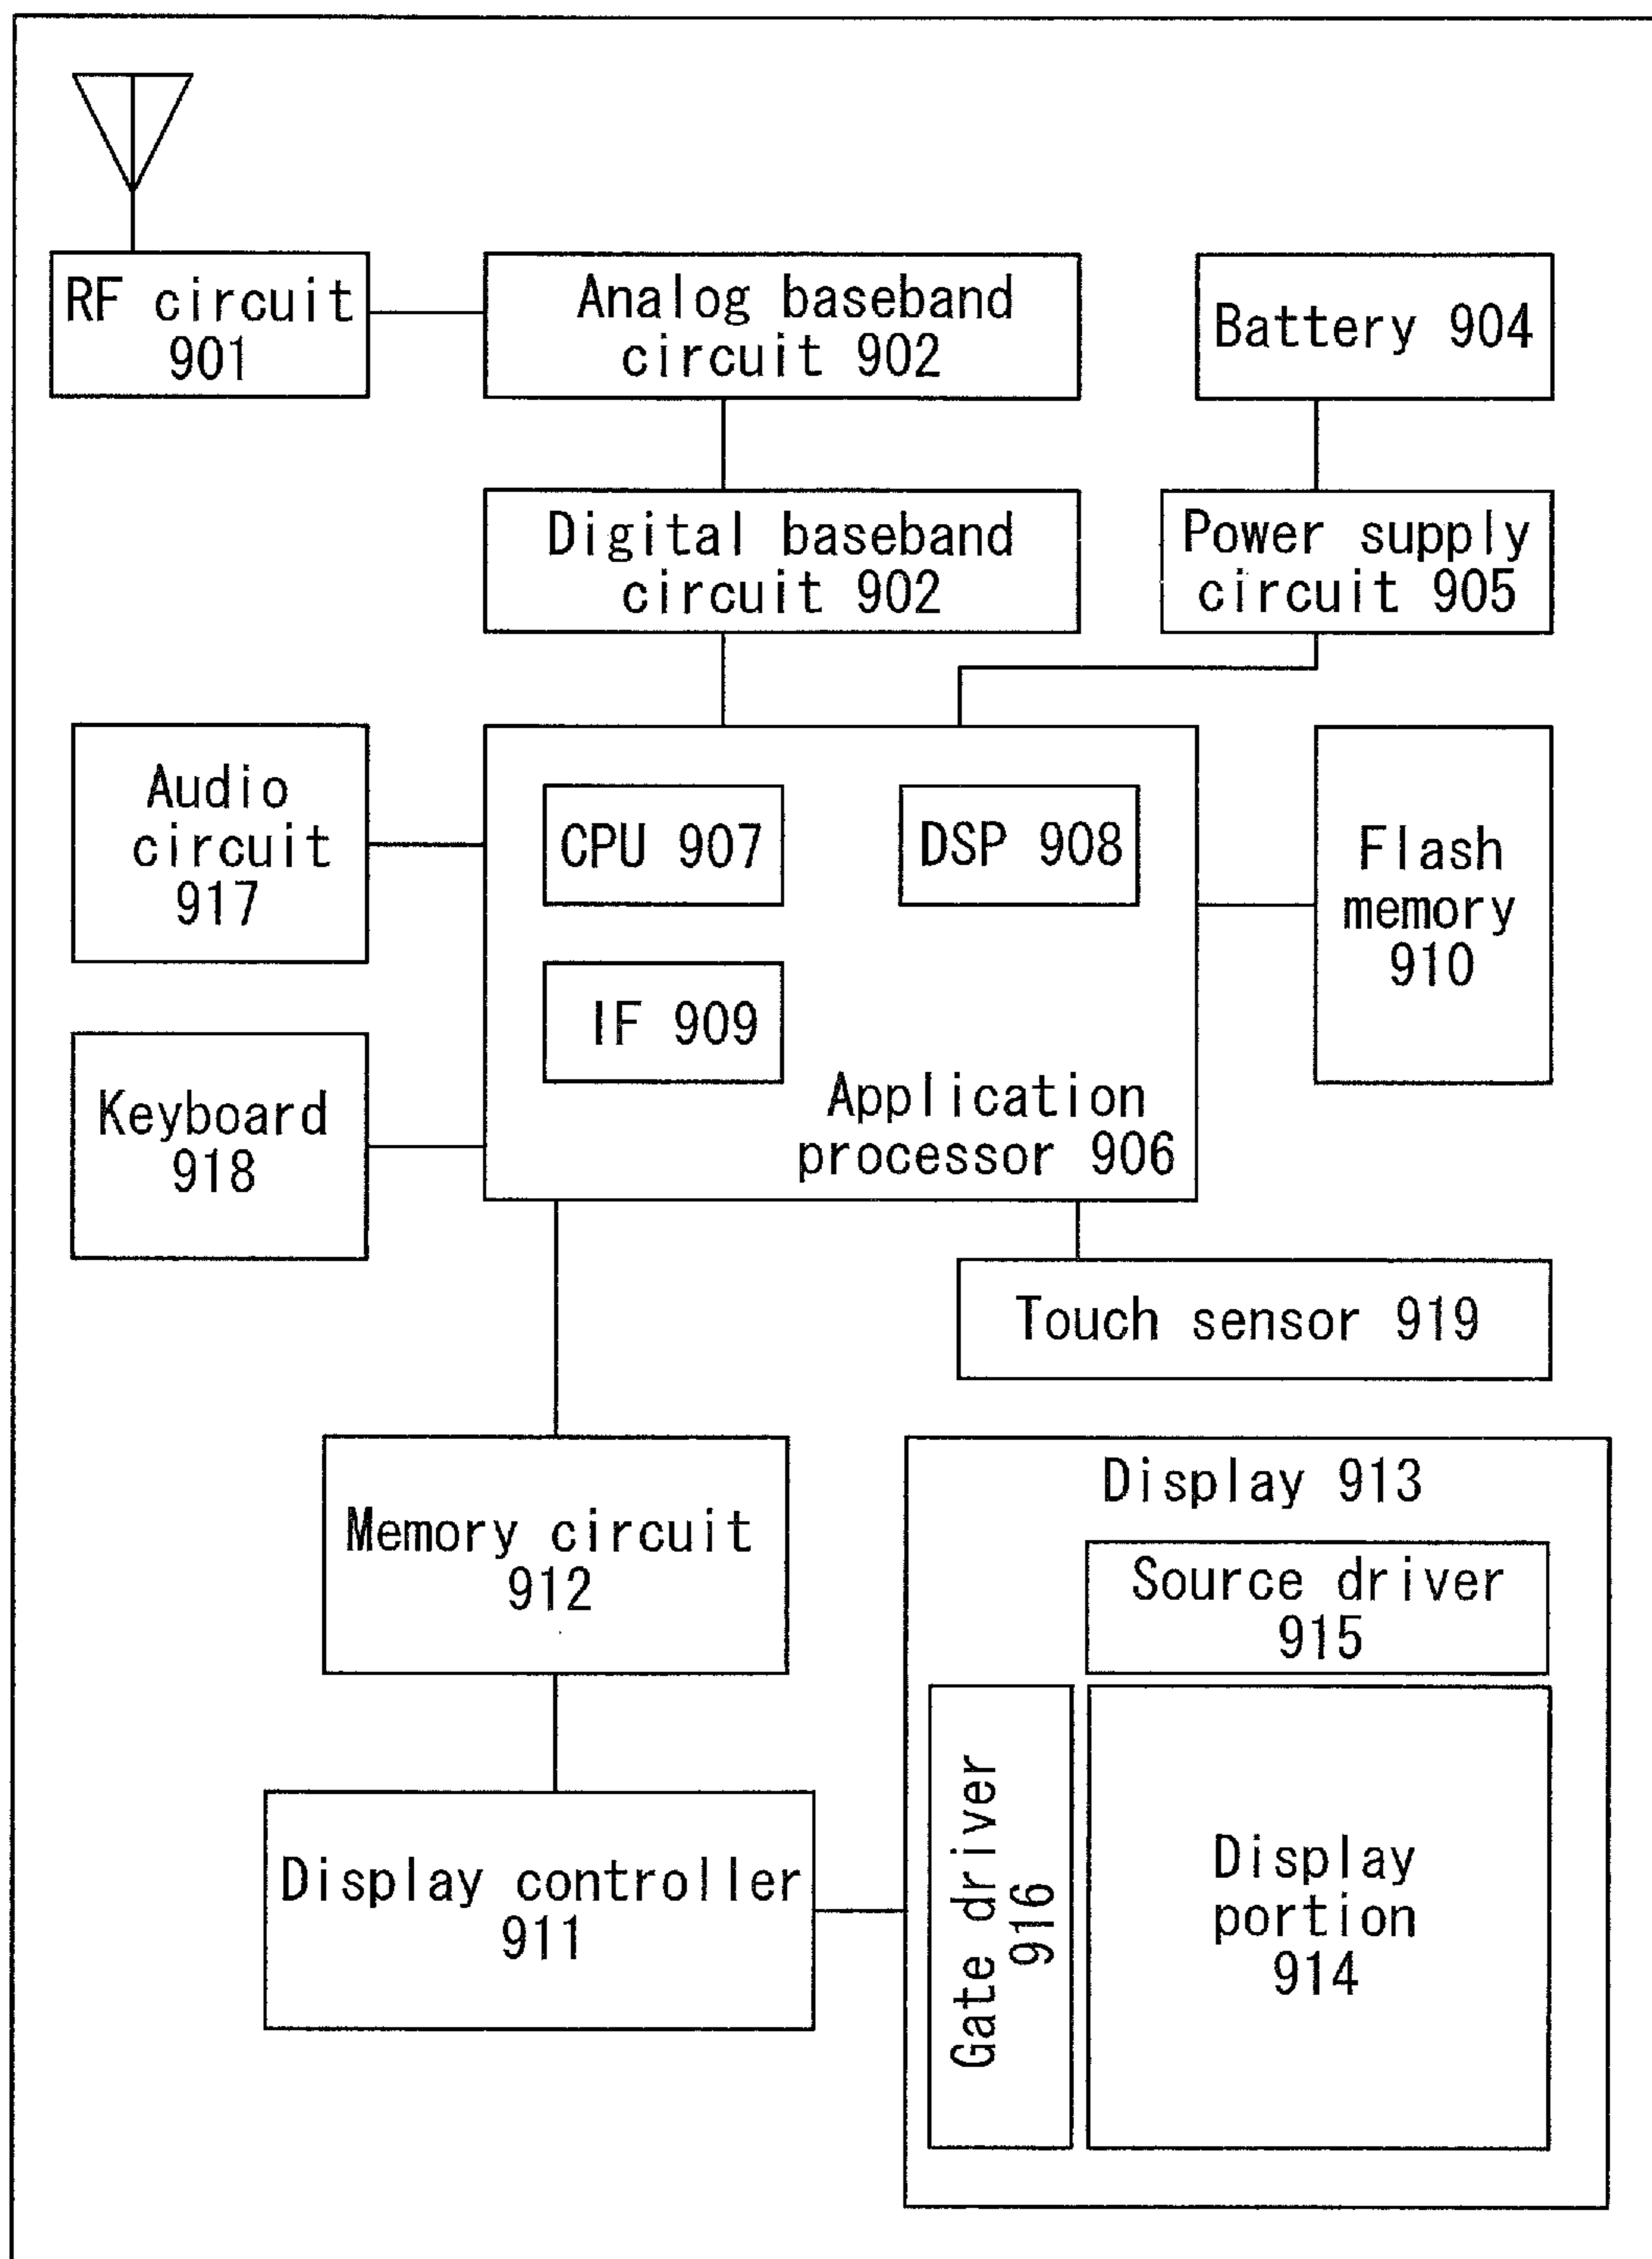 RF circuit
901
Analog baseband
circuit 902
Battery 904
Digital baseband
circuit 902
Power supply
circuit 905
Audio
circuit
917
CPU 907
DSP 908
Flash
memory
910
IF 909
Application
processor 906
Keyboard
918
Touch sensor 919
Memory circuit
912
Display 913
Source driver
915
Display controller
911
Gate driver
916
Display
portion
914